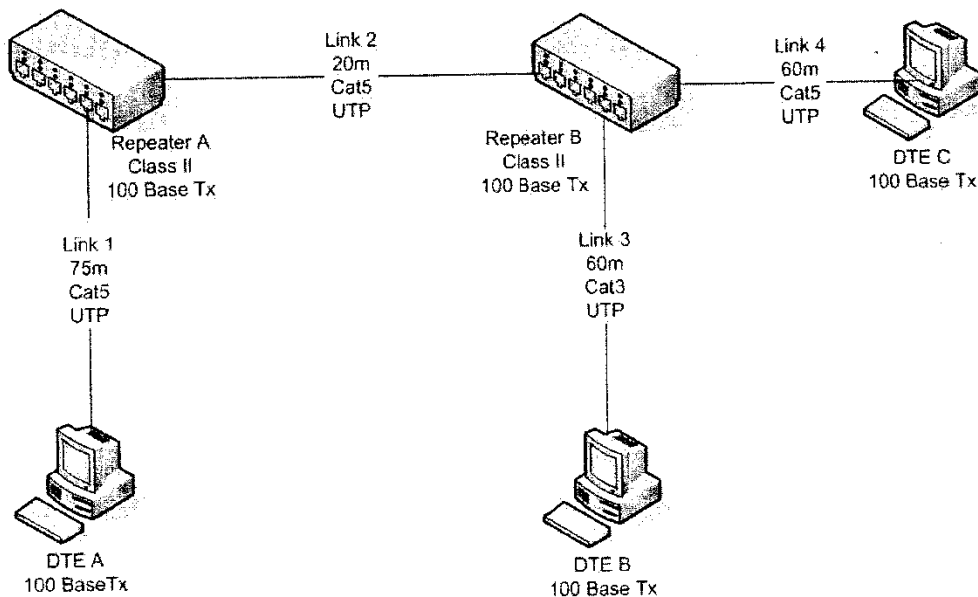 Link 2
20m
Cat5
UTP
Link 4
60m
Cat5
UTP
Repeater A
Class II
100 Base Tx
Repeater B
Class II
100 Base Tx
DTE C
100 Base Tx
Link 1
75m
Cat5
UTP
Link 3
60m
Cat3
UTP
DTE A
100 BaseTx
DTE B
100 Base Tx